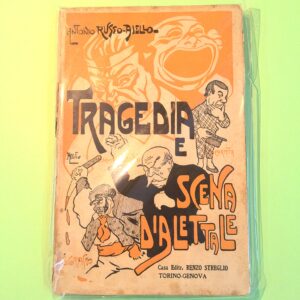 ANTONIO RUSSO-AJELLO
TRAGEDIA
E
SCENA
DIALETTALE
Casa Editr. RENZO STREGLIO
TORINO-GENOVA